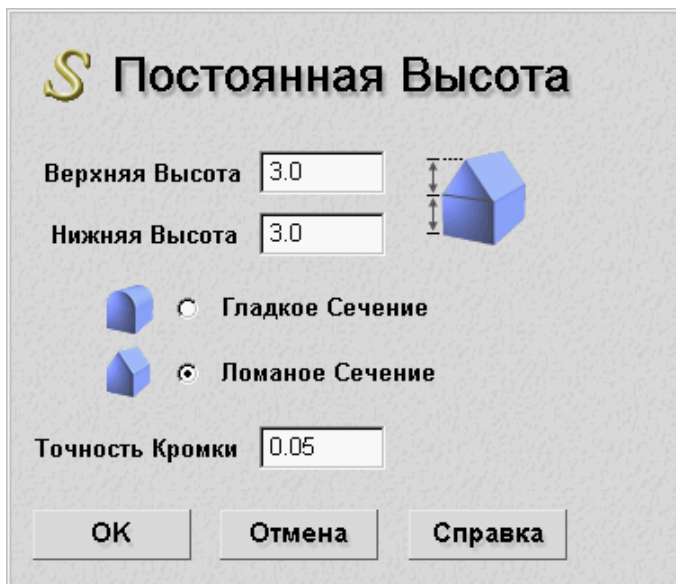 S Постоянная Высота
Верхняя Высота 3.0
Нижняя Высота 3.0
Гладкое Сечение
Ломаное Сечение
Точность Кромки 0.05
OK Отмена Справка